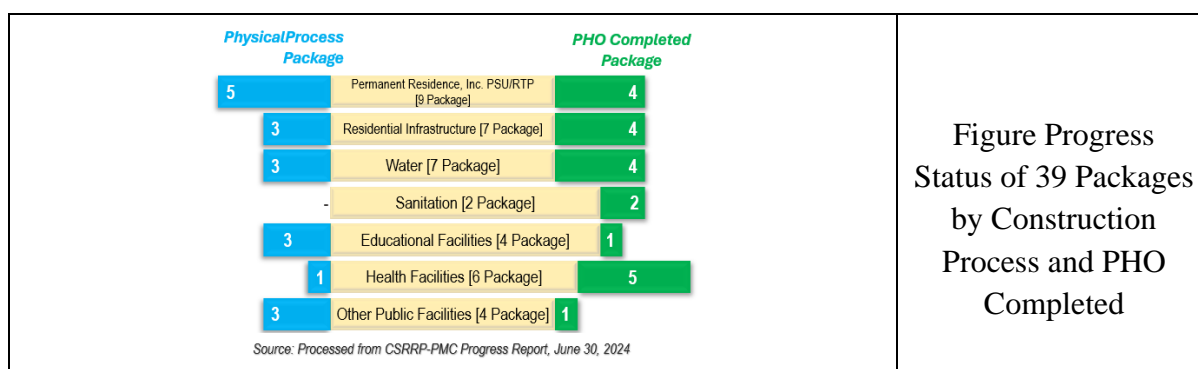 PhysicalProcess
Package
PHO Completed
Package
5
Permanent Residence, Inc. PSU/RTP
[9 Package]
4
3
Residential Infrastructure [7 Package]
4
3
Water [7 Package]
4
-
Sanitation [2 Package]
2
3
Educational Facilities [4 Package]
1
1
Health Facilities [6 Package]
5
3
Other Public Facilities [4 Package]
1
Source: Processed from CSRRP-PMC Progress Report, June 30, 2024
Figure Progress
Status of 39 Packages
by Construction
Process and PHO
Completed